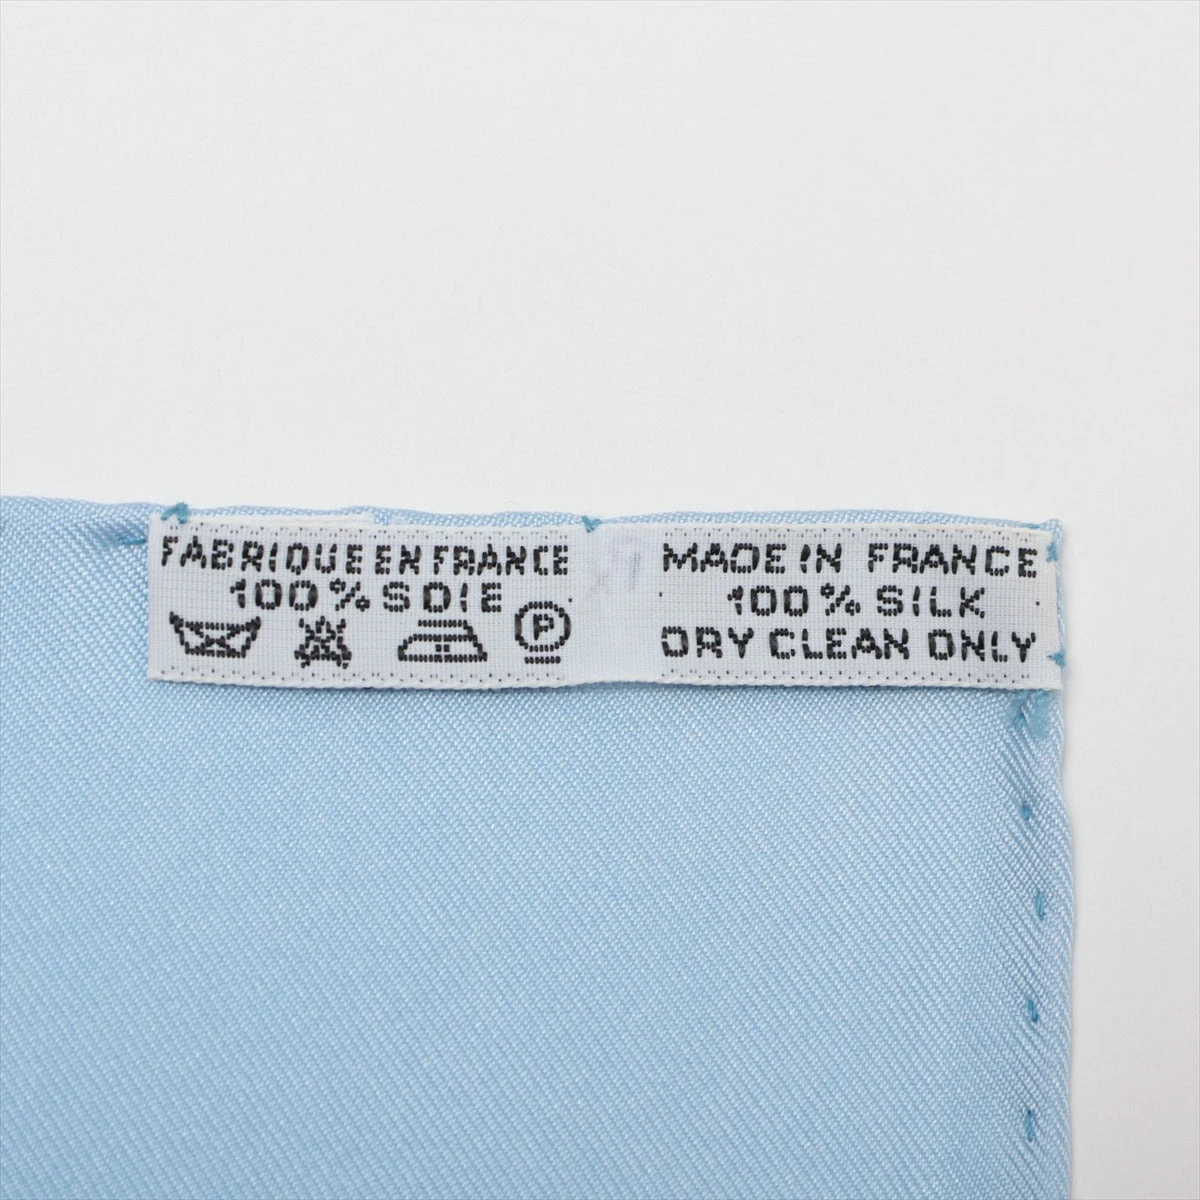 FABRIQUE EN FRANCE
100% SOIE
P
MADE IN FRANCE
100% SILK
DRY CLEAN ONLY